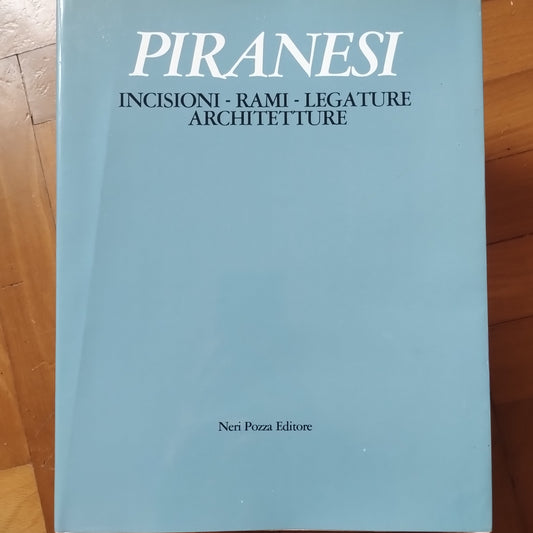 PIRANESI
INCISIONI - RAMI - LEGATURE
ARCHITETTURE
Neri Pozza Editore